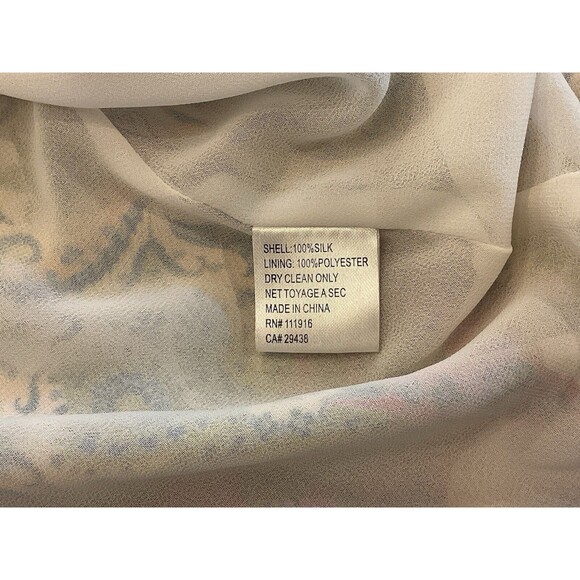 SHELL:100%SILK
LINING: 100%POLYESTER
DRY CLEAN ONLY
NET TOYAGE A SEC
MADE IN CHINA
RN# 111916
CA# 29438